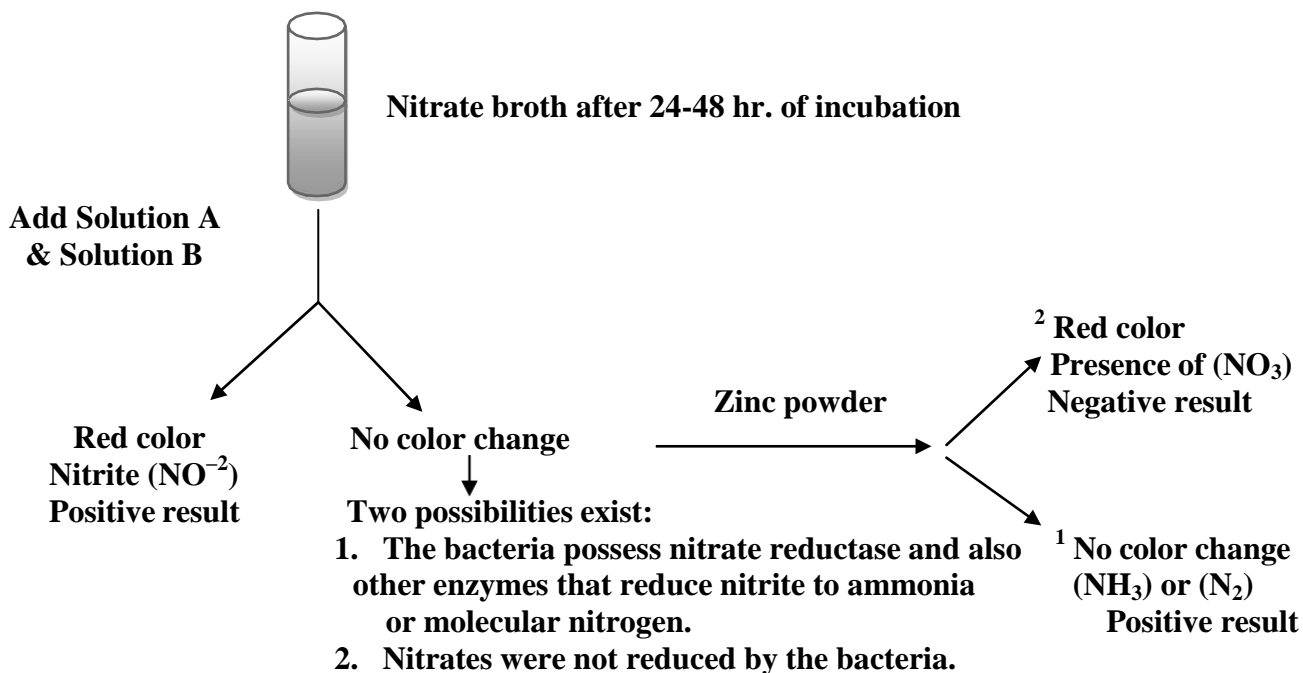 Nitrate broth after 24-48 hr. of incubation
Add Solution A
& Solution B
Red color
Nitrite (NO⁻²)
Positive result
No color change
Two possibilities exist:
1. The bacteria possess nitrate reductase and also
other enzymes that reduce nitrite to ammonia
or molecular nitrogen.
2. Nitrates were not reduced by the bacteria.
Zinc powder
² Red color
Presence of (NO₃)
Negative result
¹ No color change
(NH₃) or (N₂)
Positive result